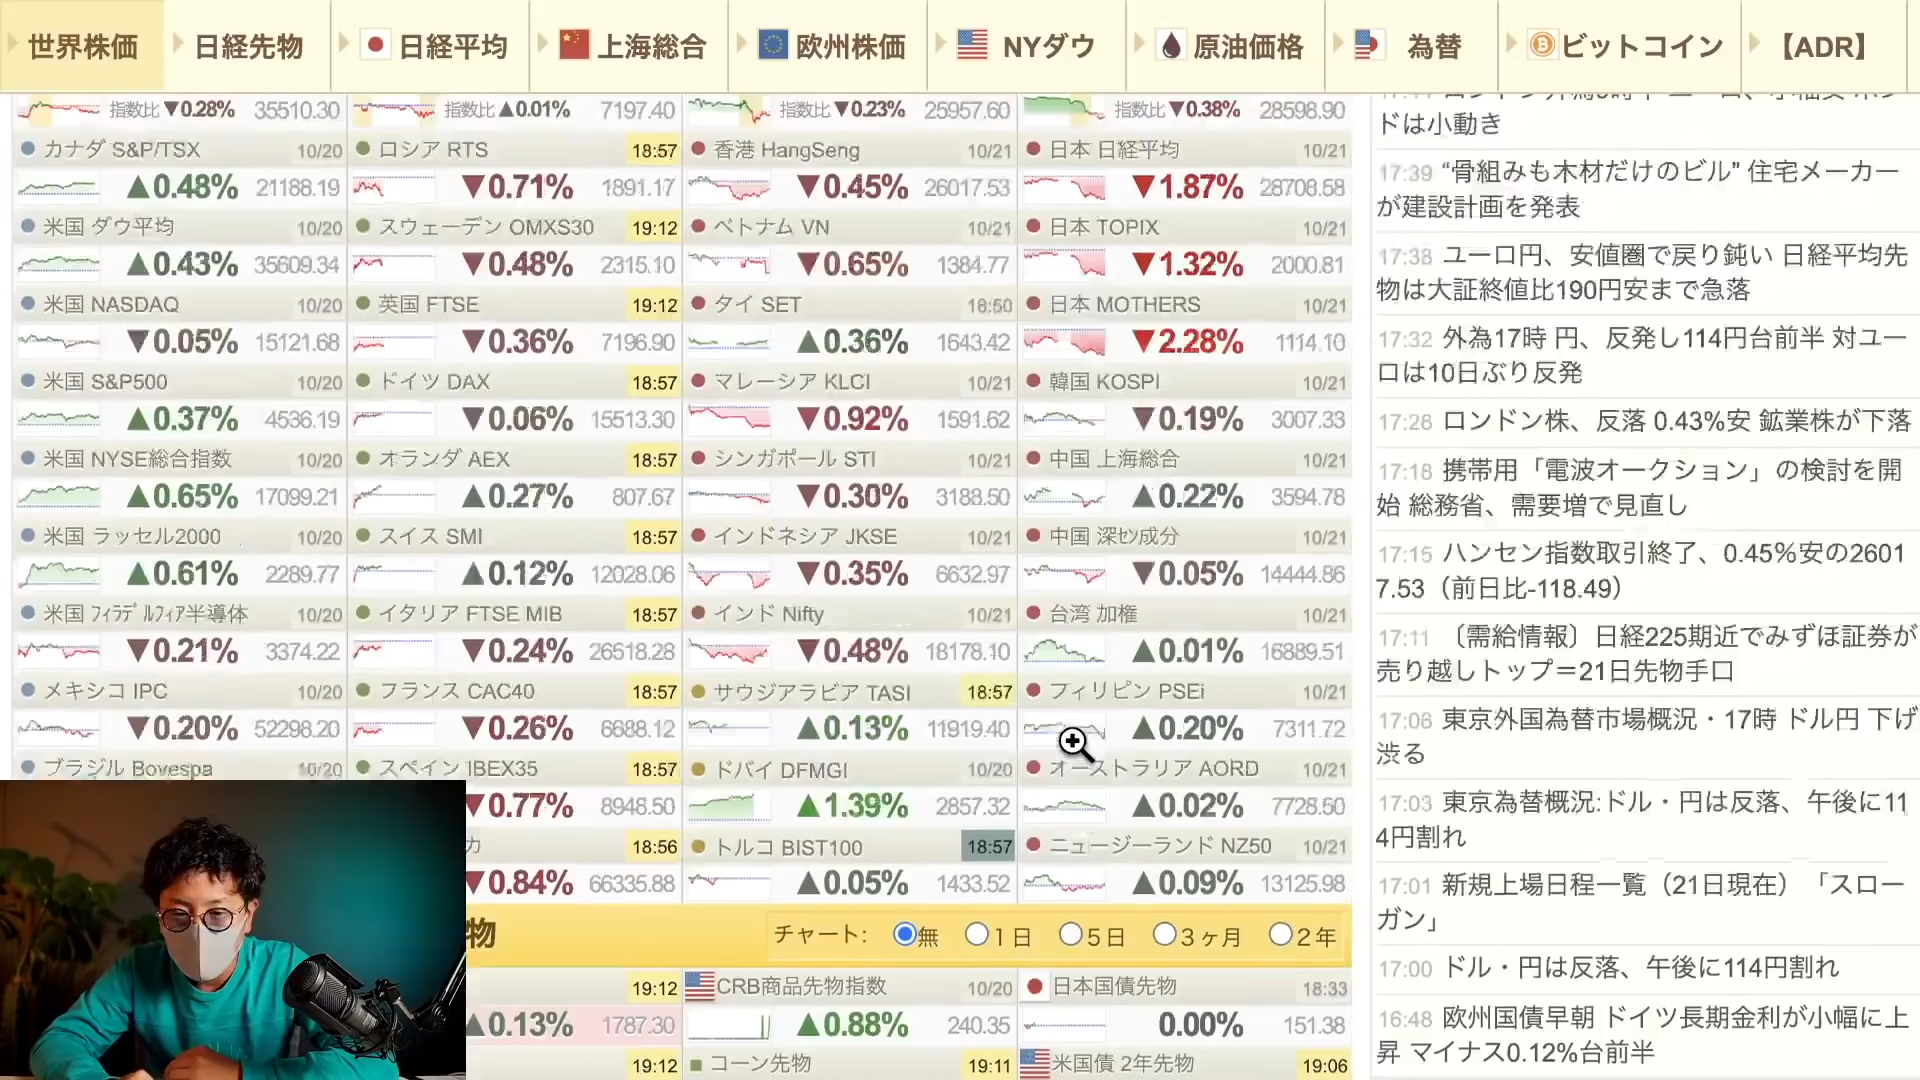 世界株価
日経先物
日経平均
上海総合
欧州株価
NYダウ
原油価格
為替
ビットコイン
【ADR】
指数比 ▼0.28% 35510.30
指数比 ▲0.01% 7197.40
指数比 ▼0.23% 25957.60
指数比 ▼0.38% 28598.90
カナダ S&P/TSX 10/20
ロシア RTS 18:57
香港 HangSeng 10/21
日本 日経平均 10/21
▲0.48% 21188.19
▼0.71% 1891.17
▼0.45% 26017.53
▼1.87% 28708.58
米国 ダウ平均 10/20
スウェーデン OMXS30 19:12
ベトナム VN 10/21
日本 TOPIX 10/21
▲0.43% 35609.34
▼0.48% 2315.10
▼0.65% 1384.77
▼1.32% 2000.81
米国 NASDAQ 10/20
英国 FTSE 19:12
タイ SET 18:50
日本 MOTHERS 10/21
▼0.05% 15121.68
▼0.36% 7196.90
▲0.36% 1643.42
▼2.28% 1114.10
米国 S&P500 10/20
ドイツ DAX 18:57
マレーシア KLCI 10/21
韓国 KOSPI 10/21
▲0.37% 4536.19
▼0.06% 15513.30
▼0.92% 1591.62
▼0.19% 3007.33
米国 NYSE総合指数 10/20
オランダ AEX 18:57
シンガポール STI 10/21
中国 上海総合 10/21
▲0.65% 17099.21
▲0.27% 807.67
▼0.30% 3188.50
▲0.22% 3594.78
米国 ラッセル2000 10/20
スイス SMI 18:57
インドネシア JKSE 10/21
中国 深ｾﾝ成分 10/21
▲0.61% 2289.77
▲0.12% 12028.06
▼0.35% 6632.97
▼0.05% 14444.86
米国 ﾌｨﾗﾃﾞﾙﾌｨｱ半導体 10/20
イタリア FTSE MIB 18:57
インド Nifty 10/21
台湾 加権 10/21
▼0.21% 3374.22
▼0.24% 26518.28
▼0.48% 18178.10
▲0.01% 16889.51
メキシコ IPC 10/20
フランス CAC40 18:57
サウジアラビア TASI 18:57
フィリピン PSEi 10/21
▼0.20% 52298.20
▼0.26% 6688.12
▲0.13% 11919.40
▲0.20% 7311.72
ブラジル Bovespa 10/20
スペイン IBEX35 18:57
ドバイ DFMGI 10/20
オーストラリア AORD 10/21
▼0.77% 8948.50
▲1.39% 2857.32
▲0.02% 7728.50
カ 18:56
トルコ BIST100 18:57
ニュージーランド NZ50 10/21
▼0.84% 66335.88
▲0.05% 1433.52
▲0.09% 13125.98
物
チャート: 無 1日 5日 3ヶ月 2年
19:12
CRB商品先物指数 10/20
日本国債先物 18:33
▲0.13% 1787.30
▲0.88% 240.35
0.00% 151.38
19:12
コーン先物 19:11
米国債 2年先物 19:06
ドは小動き
17:39 “骨組みも木材だけのビル” 住宅メーカー
が建設計画を発表
17:38 ユーロ円、安値圏で戻り鈍い 日経平均先
物は大証終値比190円安まで急落
17:32 外為17時 円、反発し114円台前半 対ユー
ロは10日ぶり反発
17:28 ロンドン株、反落 0.43%安 鉱業株が下落
17:18 携帯用「電波オークション」の検討を開
始 総務省、需要増で見直し
17:15 ハンセン指数取引終了、0.45％安の2601
7.53（前日比-118.49）
17:11 〔需給情報〕日経225期近でみずほ証券が
売り越しトップ＝21日先物手口
17:06 東京外国為替市場概況・17時 ドル円 下げ
渋る
17:03 東京為替概況:ドル・円は反落、午後に11
4円割れ
17:01 新規上場日程一覧（21日現在）「スロー
ガン」
17:00 ドル・円は反落、午後に114円割れ
16:48 欧州国債早朝 ドイツ長期金利が小幅に上
昇 マイナス0.12%台前半